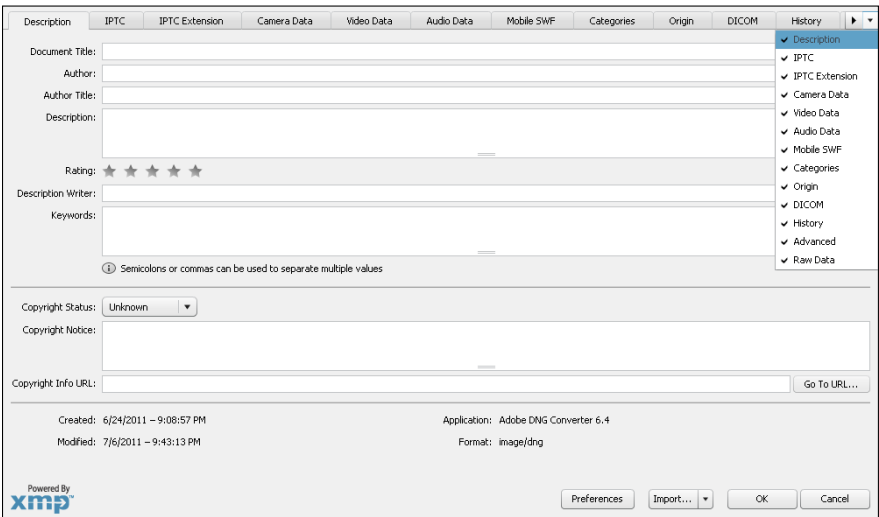 Description IPTC IPTC Extension Camera Data Video Data Audio Data Mobile SWF Categories Origin DICOM History
Description
IPTC
IPTC Extension
Camera Data
Video Data
Audio Data
Mobile SWF
Categories
Origin
DICOM
History
Advanced
Raw Data
Document Title:
Author:
Author Title:
Description:
Rating:
Description Writer:
Keywords:
Semicolons or commas can be used to separate multiple values
Copyright Status: Unknown
Copyright Notice:
Copyright Info URL: Go To URL...
Created: 6/24/2011 – 9:08:57 PM Application: Adobe DNG Converter 6.4
Modified: 7/6/2011 – 9:43:13 PM Format: image/dng
Powered By
xmp™
Preferences Import... OK Cancel